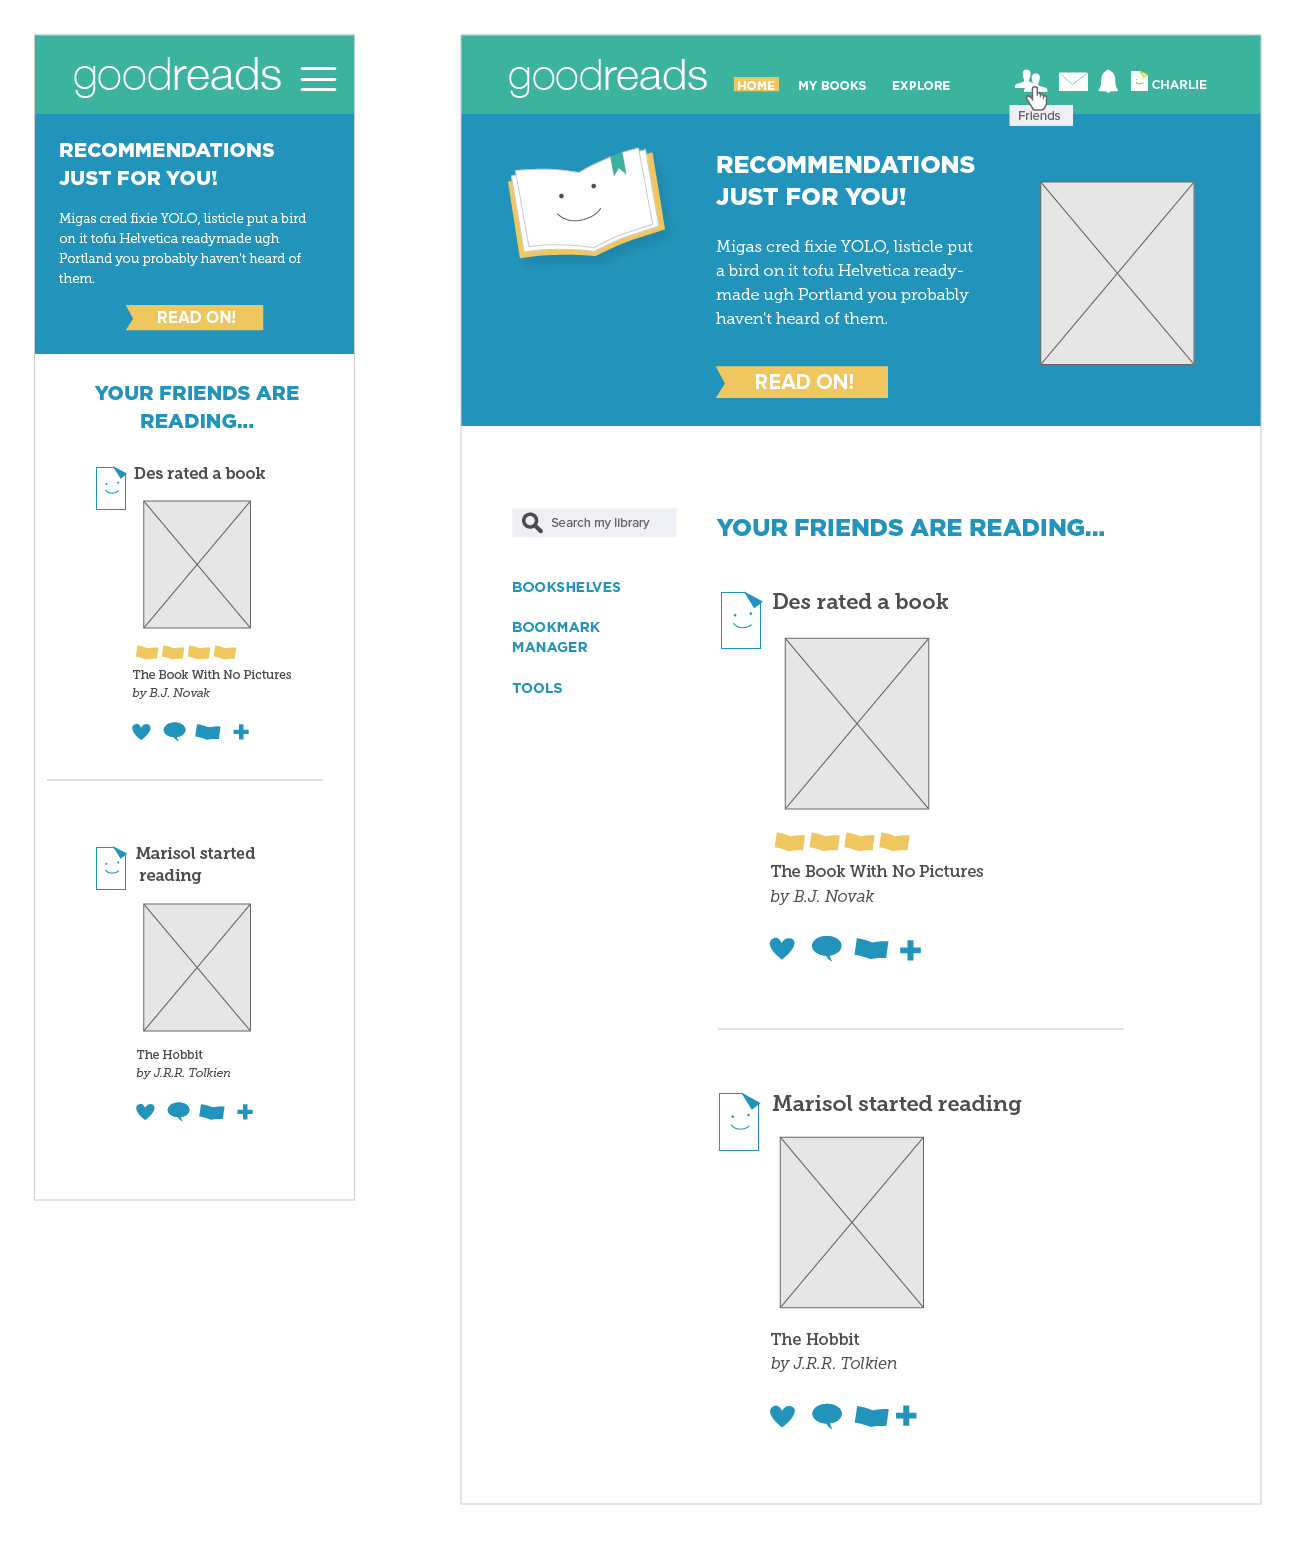 goodreads
RECOMMENDATIONS
JUST FOR YOU!
Migas cred fixie YOLO, listicle put a bird
on it tofu Helvetica readymade ugh
Portland you probably haven't heard of
them.
READ ON!
YOUR FRIENDS ARE
READING...
Des rated a book
The Book With No Pictures
by B.J. Novak
Marisol started
reading
The Hobbit
by J.R.R. Tolkien
goodreads
HOME
MY BOOKS
EXPLORE
CHARLIE
Friends
RECOMMENDATIONS
JUST FOR YOU!
Migas cred fixie YOLO, listicle put
a bird on it tofu Helvetica ready-
made ugh Portland you probably
haven't heard of them.
READ ON!
Search my library
BOOKSHELVES
BOOKMARK
MANAGER
TOOLS
YOUR FRIENDS ARE READING...
Des rated a book
The Book With No Pictures
by B.J. Novak
Marisol started reading
The Hobbit
by J.R.R. Tolkien